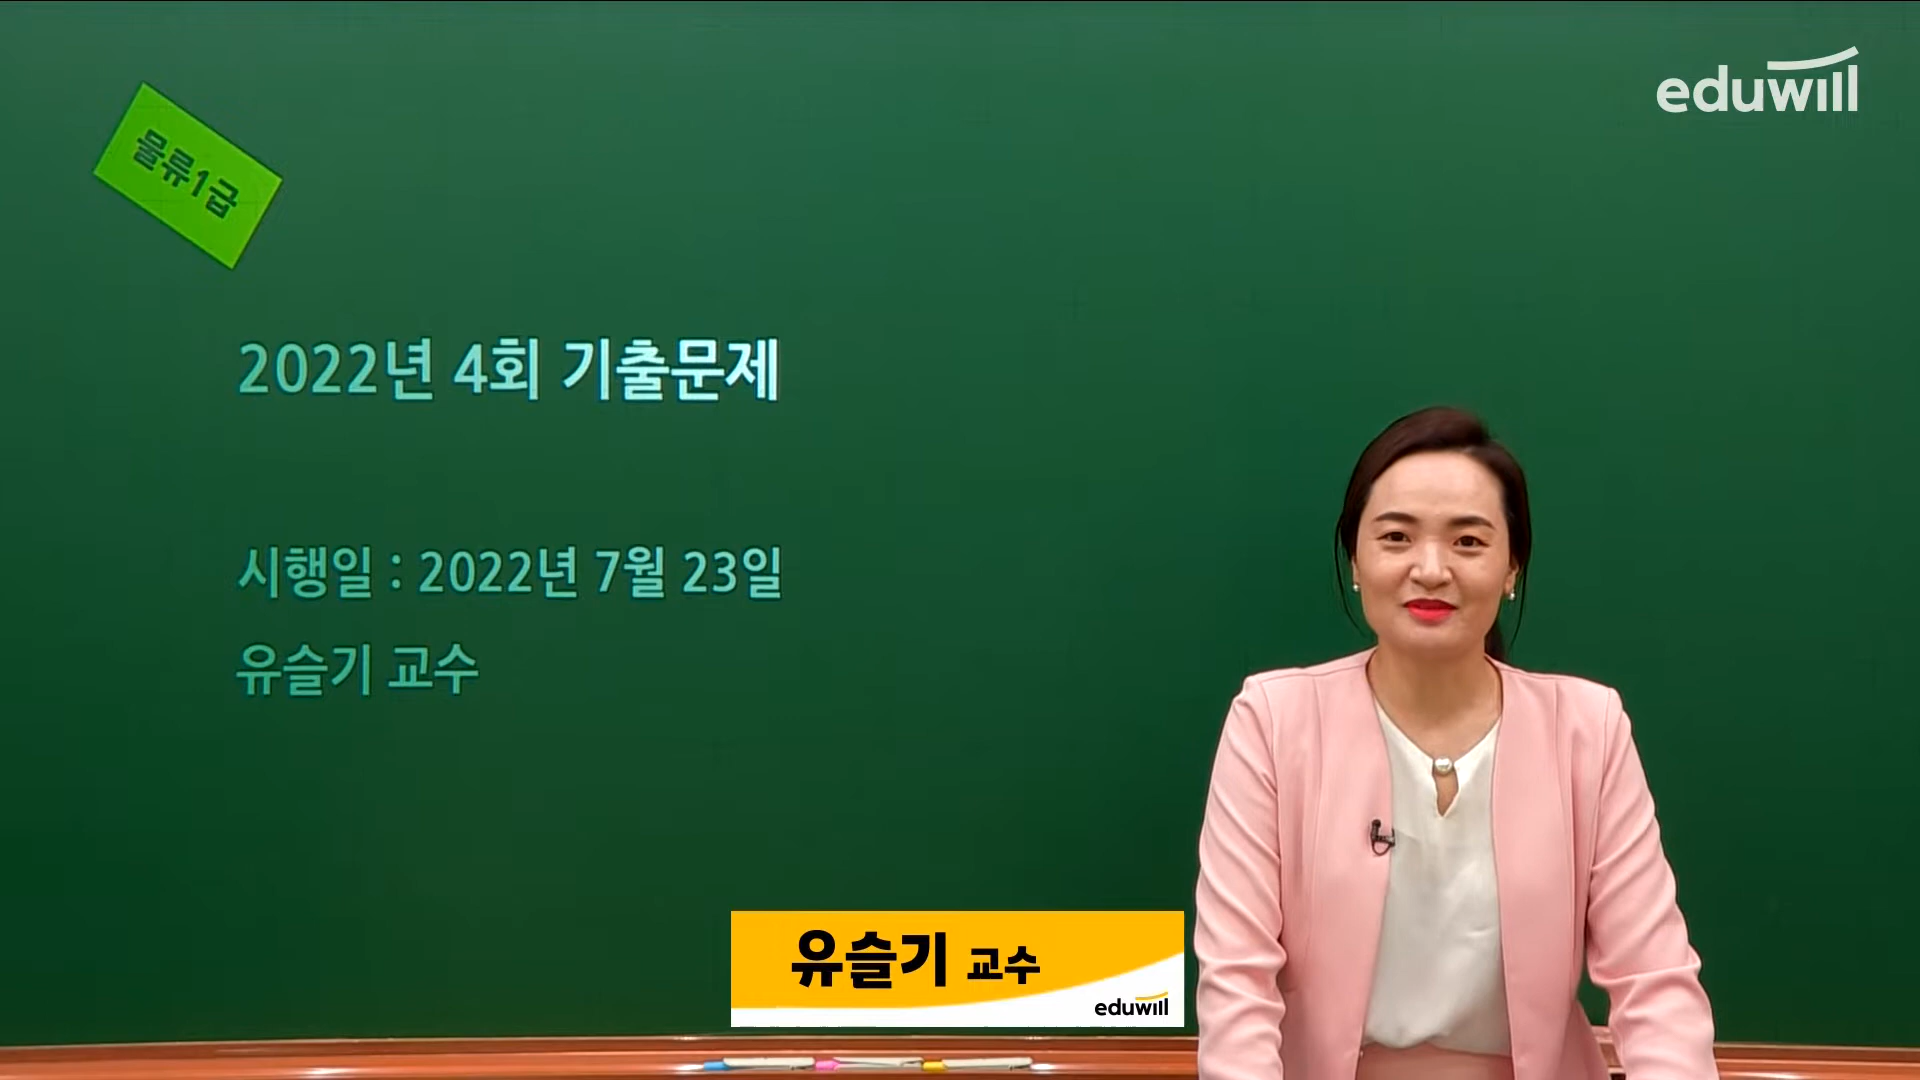 eduwill
물류1급
2022년 4회 기출문제
시행일 : 2022년 7월 23일
유슬기 교수
유슬기 교수
eduwill